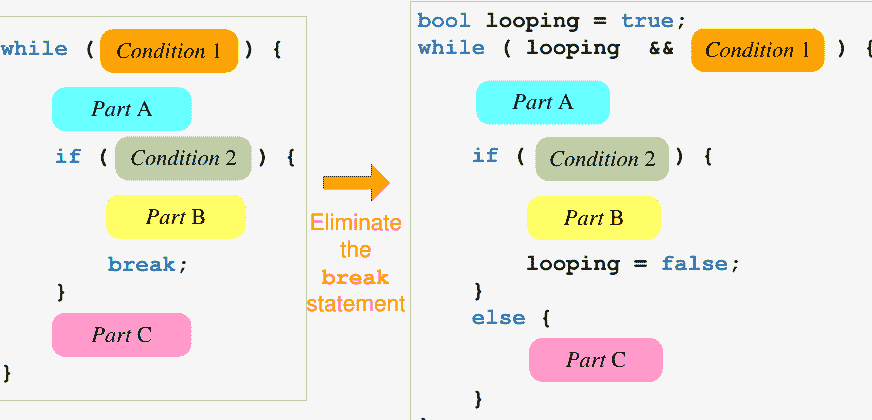 while ( Condition 1 ) {
Part A
if ( Condition 2 ) {
Part B
break;
}
Part C
}
Eliminate
the
break
statement
bool looping = true;
while ( looping && Condition 1 ) {
Part A
if ( Condition 2 ) {
Part B
looping = false;
}
else {
Part C
}